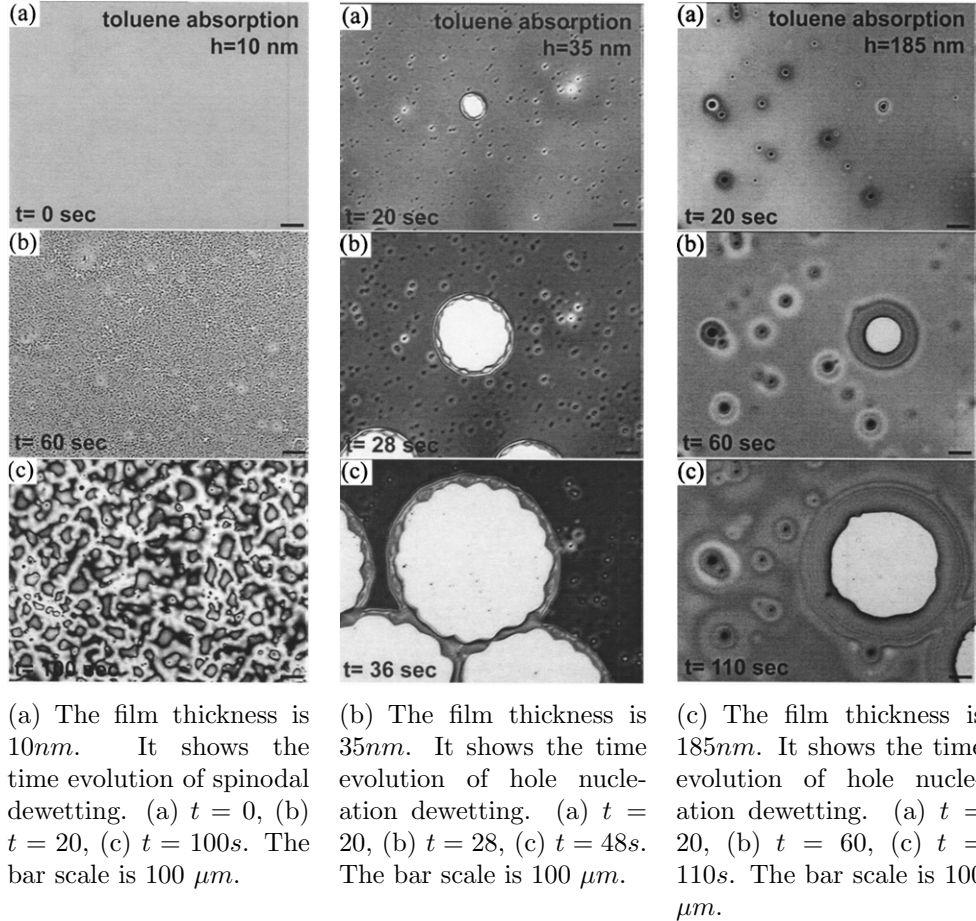 (a)
toluene absorption
h=10 nm
t= 0 sec
(b)
t= 60 sec
(c)
t= 100 sec
(a)
toluene absorption
h=35 nm
t= 20 sec
(b)
t= 28 sec
(c)
t= 36 sec
(a)
toluene absorption
h=185 nm
t= 20 sec
(b)
t= 60 sec
(c)
t= 110 sec
(a) The film thickness is
10nm. It shows the
time evolution of spinodal
dewetting. (a) t = 0, (b)
t = 20, (c) t = 100s. The
bar scale is 100 μm.
(b) The film thickness is
35nm. It shows the time
evolution of hole nucle-
ation dewetting. (a) t =
20, (b) t = 28, (c) t = 48s.
The bar scale is 100 μm.
(c) The film thickness is
185nm. It shows the time
evolution of hole nucle-
ation dewetting. (a) t =
20, (b) t = 60, (c) t =
110s. The bar scale is 100
μm.